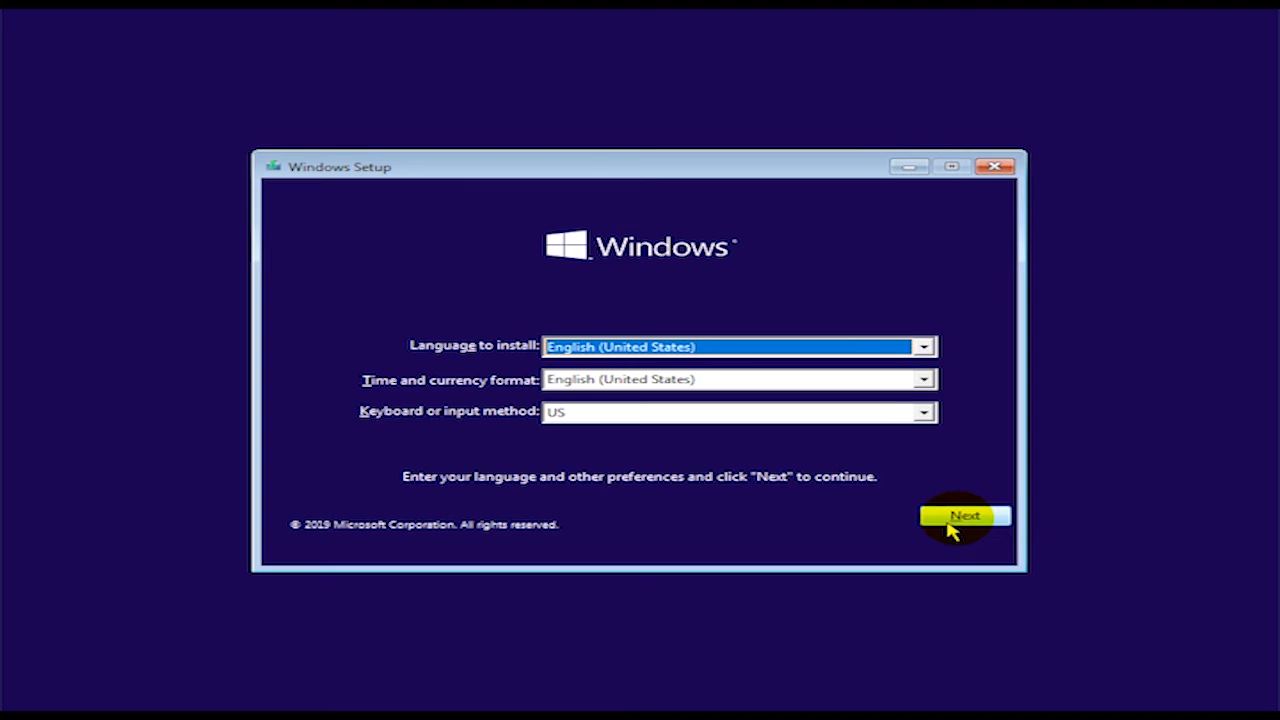 Windows Setup
Windows
Language to install: English (United States)
Time and currency format: English (United States)
Keyboard or input method: US
Enter your language and other preferences and click "Next" to continue.
Next
© 2019 Microsoft Corporation. All rights reserved.